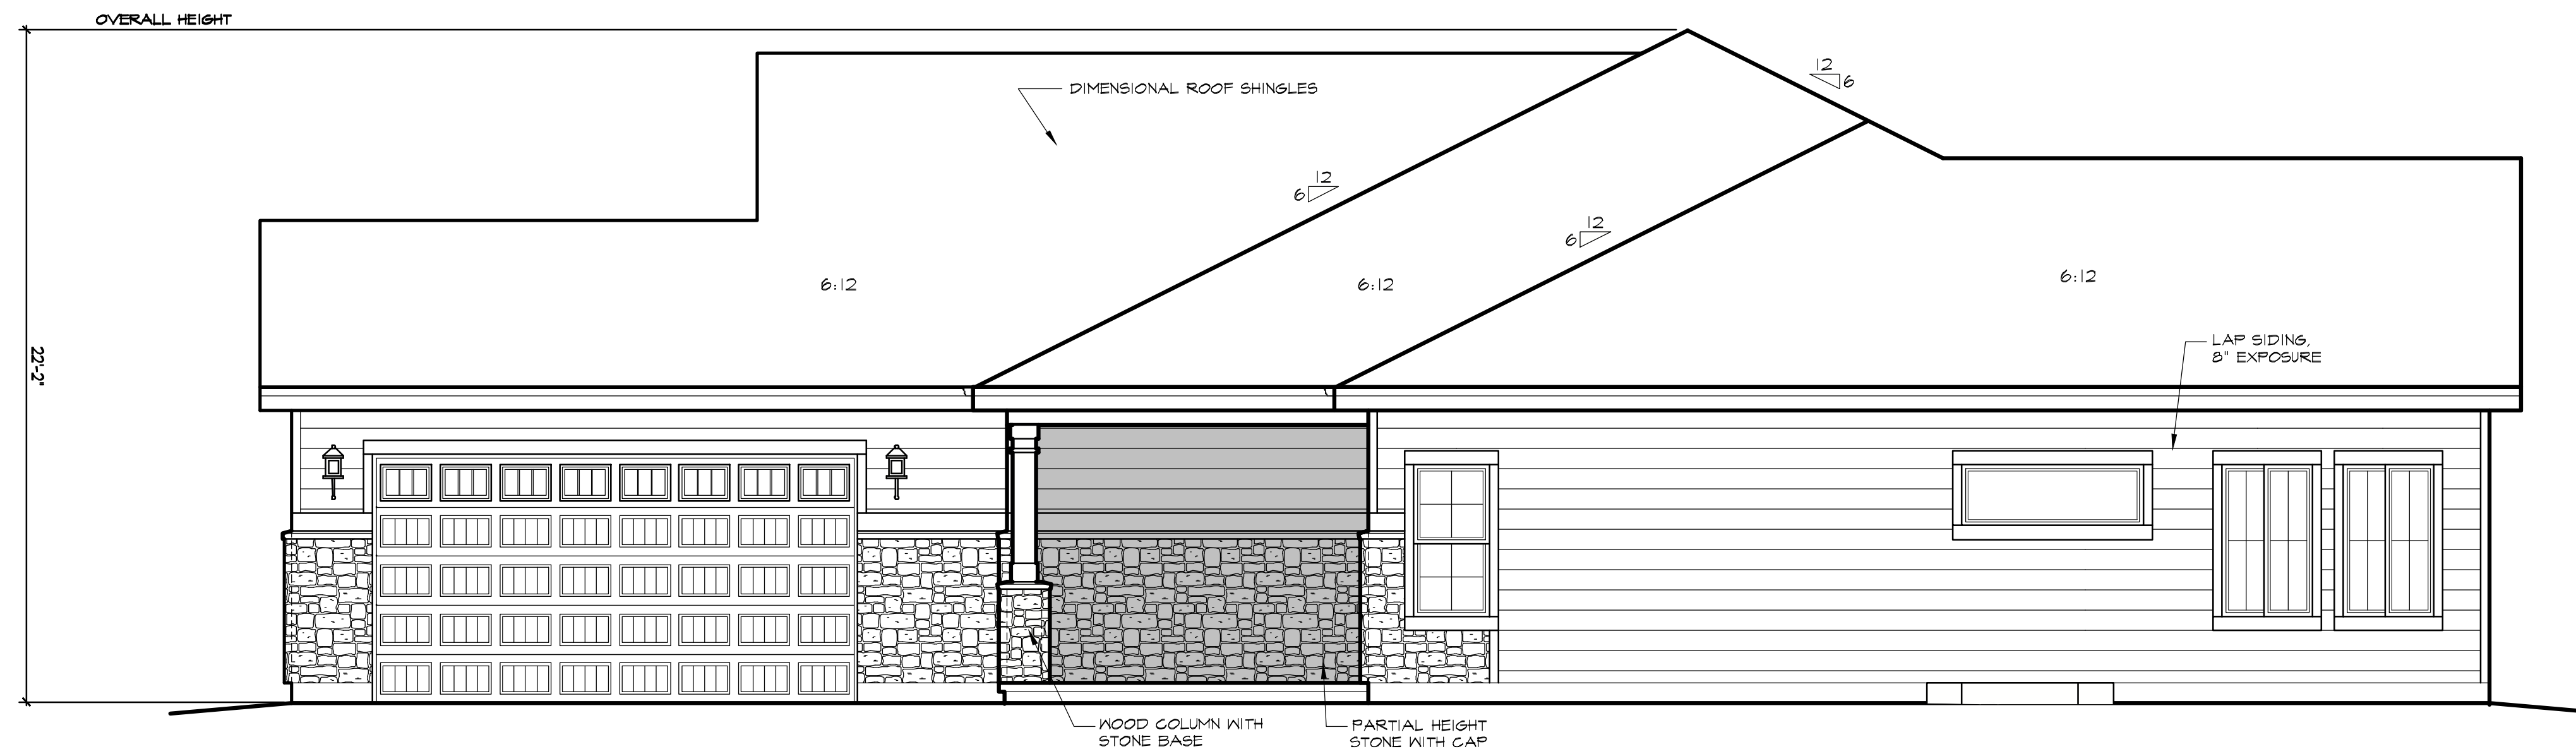 OVERALL HEIGHT
22'-2"
DIMENSIONAL ROOF SHINGLES
12
6
12
6
12
6
6:12
6:12
6:12
LAP SIDING,
8" EXPOSURE
WOOD COLUMN WITH
STONE BASE
PARTIAL HEIGHT
STONE WITH CAP